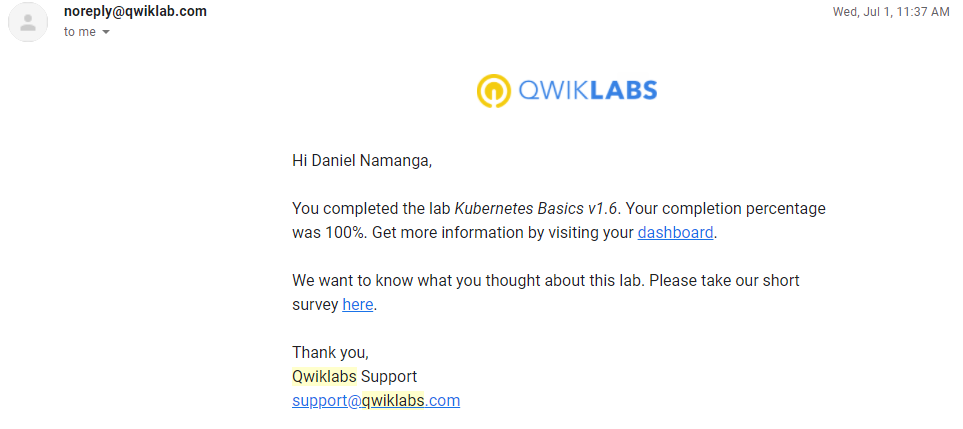 noreply@qwiklab.com
Wed, Jul 1, 11:37 AM
to me
QWIKLABS
Hi Daniel Namanga,
You completed the lab Kubernetes Basics v1.6. Your completion percentage
was 100%. Get more information by visiting your dashboard.
We want to know what you thought about this lab. Please take our short
survey here.
Thank you,
Qwiklabs Support
support@qwiklabs.com